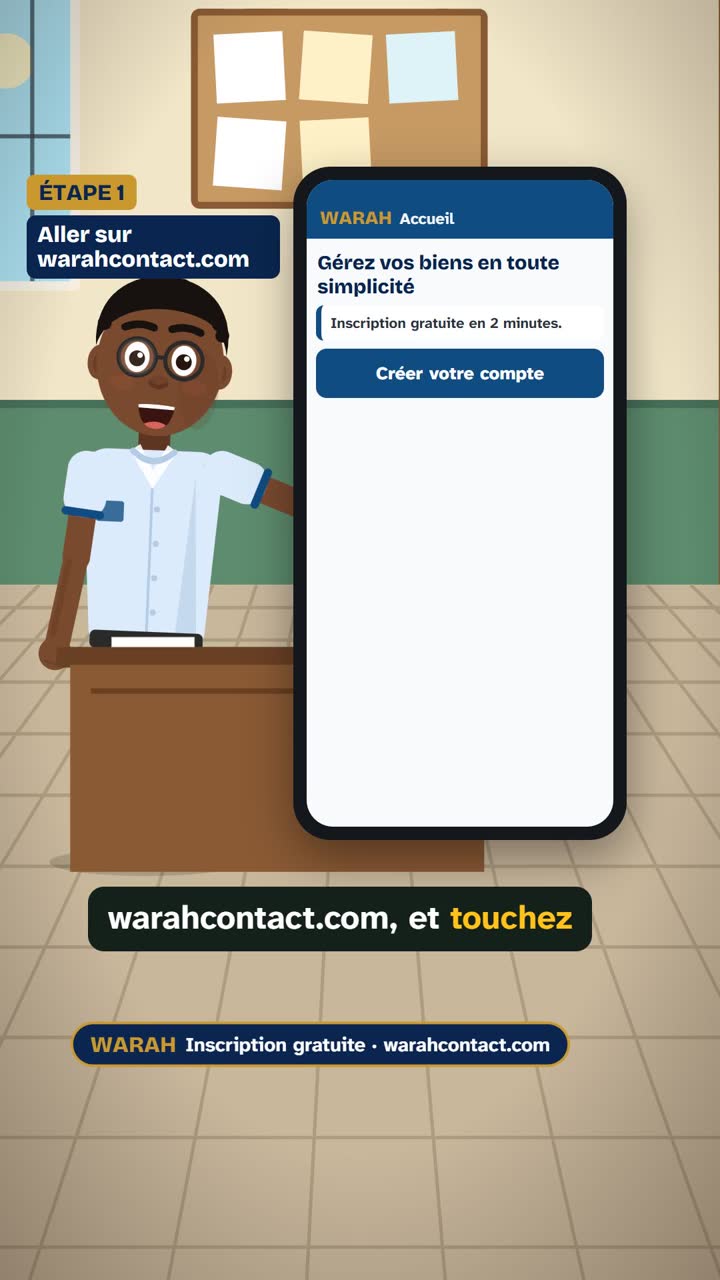 ÉTAPE 1
Aller sur
warahcontact.com
WARAH Accueil
Gérez vos biens en toute
simplicité
Inscription gratuite en 2 minutes.
Créer votre compte
warahcontact.com, et touchez
WARAH Inscription gratuite · warahcontact.com